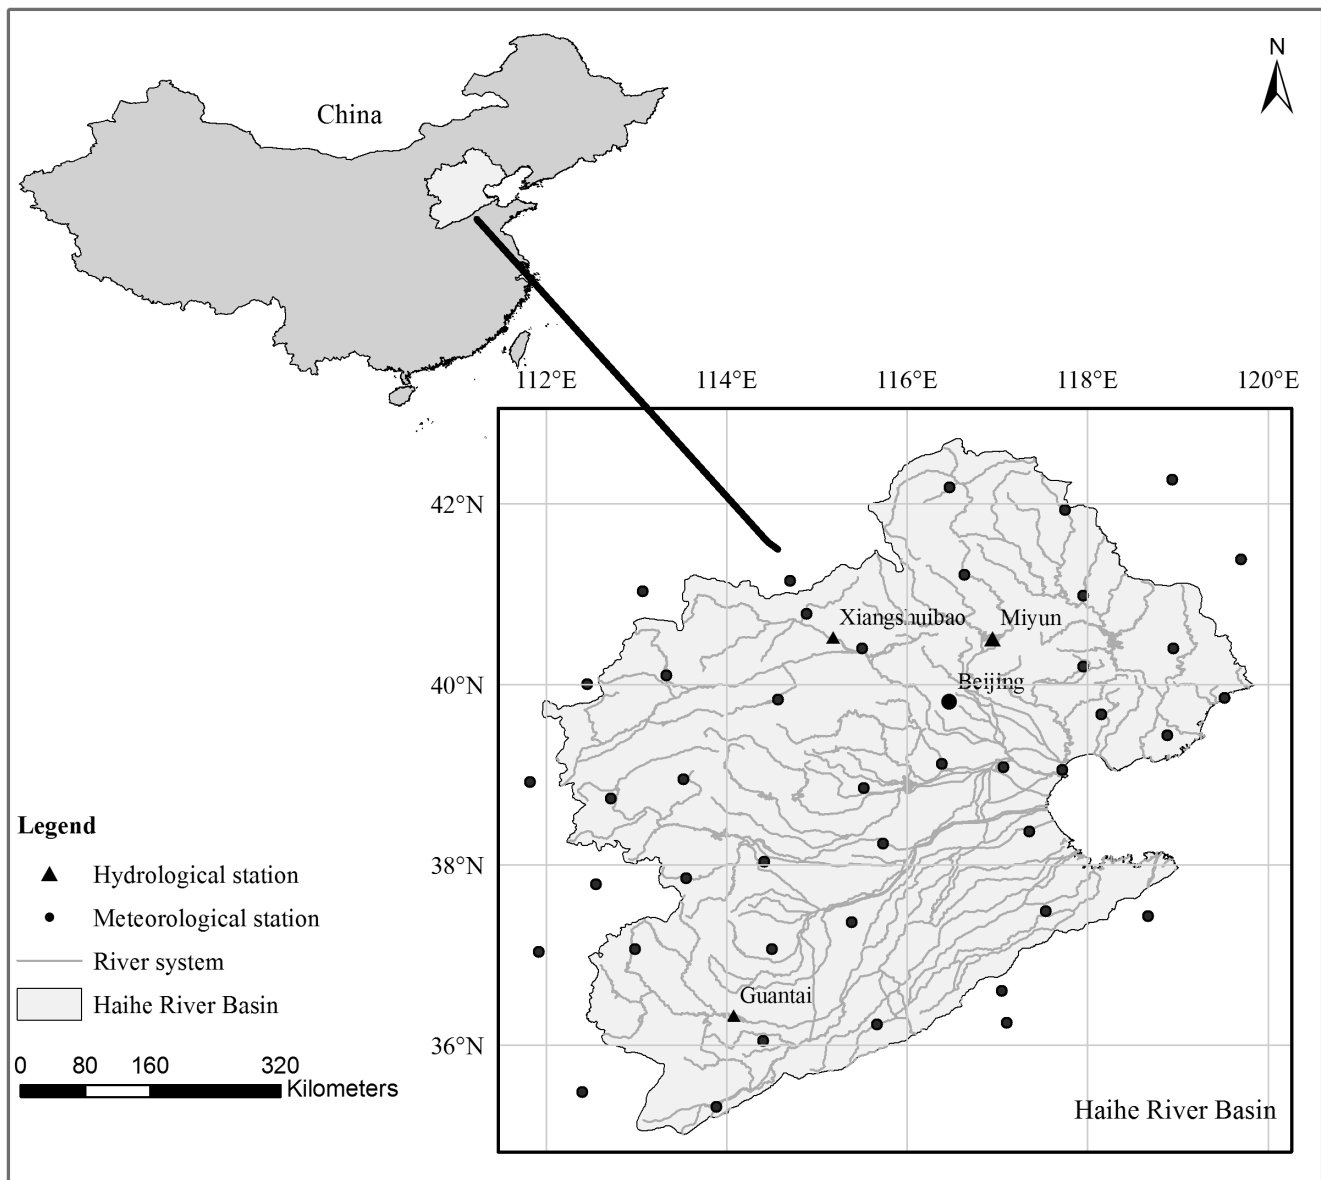 N
China
112°E 114°E 116°E 118°E 120°E
42°N
Xiangshuibao
Miyun
40°N
Beijing
Legend
Hydrological station
38°N
Meteorological station
River system
Guantai
Haihe River Basin
36°N
0 80 160 320
Kilometers
Haihe River Basin